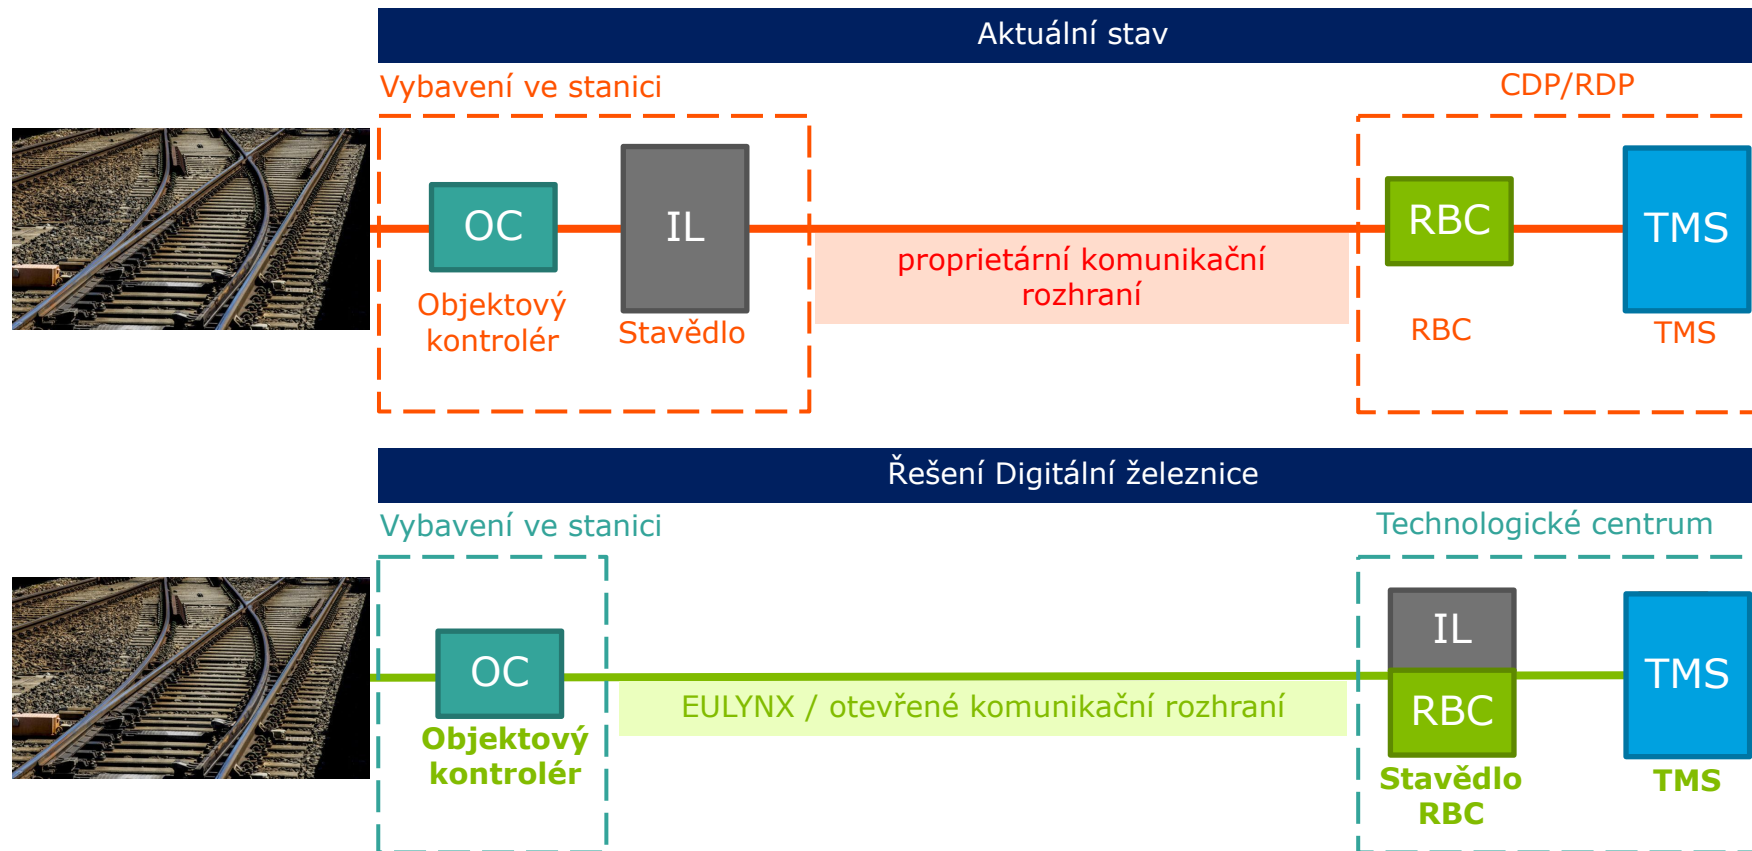 Aktuální stav
Vybavení ve stanici
CDP/RDP
OC
IL
RBC
TMS
proprietární komunikační
rozhraní
Objektový
kontrolér
Stavědlo
RBC
TMS
Řešení Digitální železnice
Vybavení ve stanici
Technologické centrum
OC
IL
RBC
TMS
EULYNX / otevřené komunikační rozhraní
Objektový
kontrolér
Stavědlo
RBC
TMS